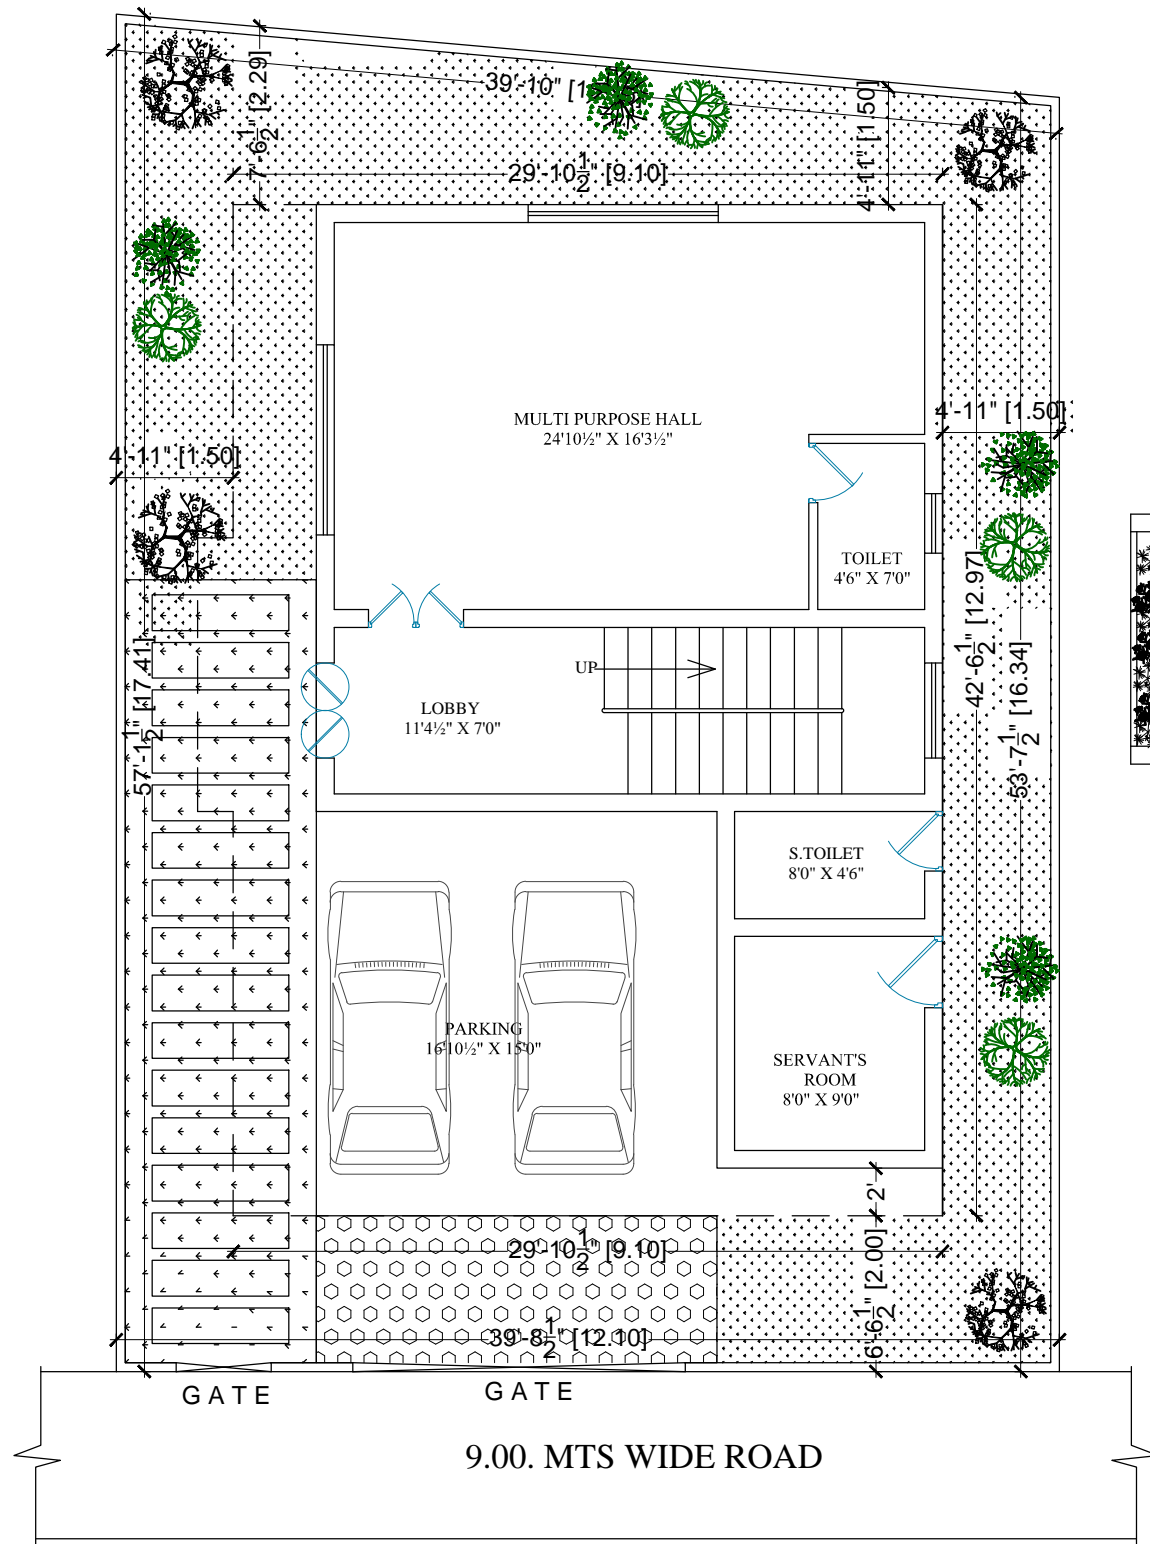 7'-6½" [2.29]
39'-10" [1
4'-11" [1.50]
29'-10½" [9.10]
MULTI PURPOSE HALL
24'10½" X 16'3½"
4'-11" [1.50]
4'-11" [1.50]
TOILET
4'6" X 7'0"
42'-6½" [12.97]
53'-7½" [16.34]
57'-1½" [17.41]
UP
LOBBY
11'4½" X 7'0"
S.TOILET
8'0" X 4'6"
PARKING
16'10½" X 15'0"
SERVANT'S
ROOM
8'0" X 9'0"
2'
29'-10½" [9.10]
6'-6½" [2.00]
39'-8½" [12.10]
GATE
GATE
9.00. MTS WIDE ROAD